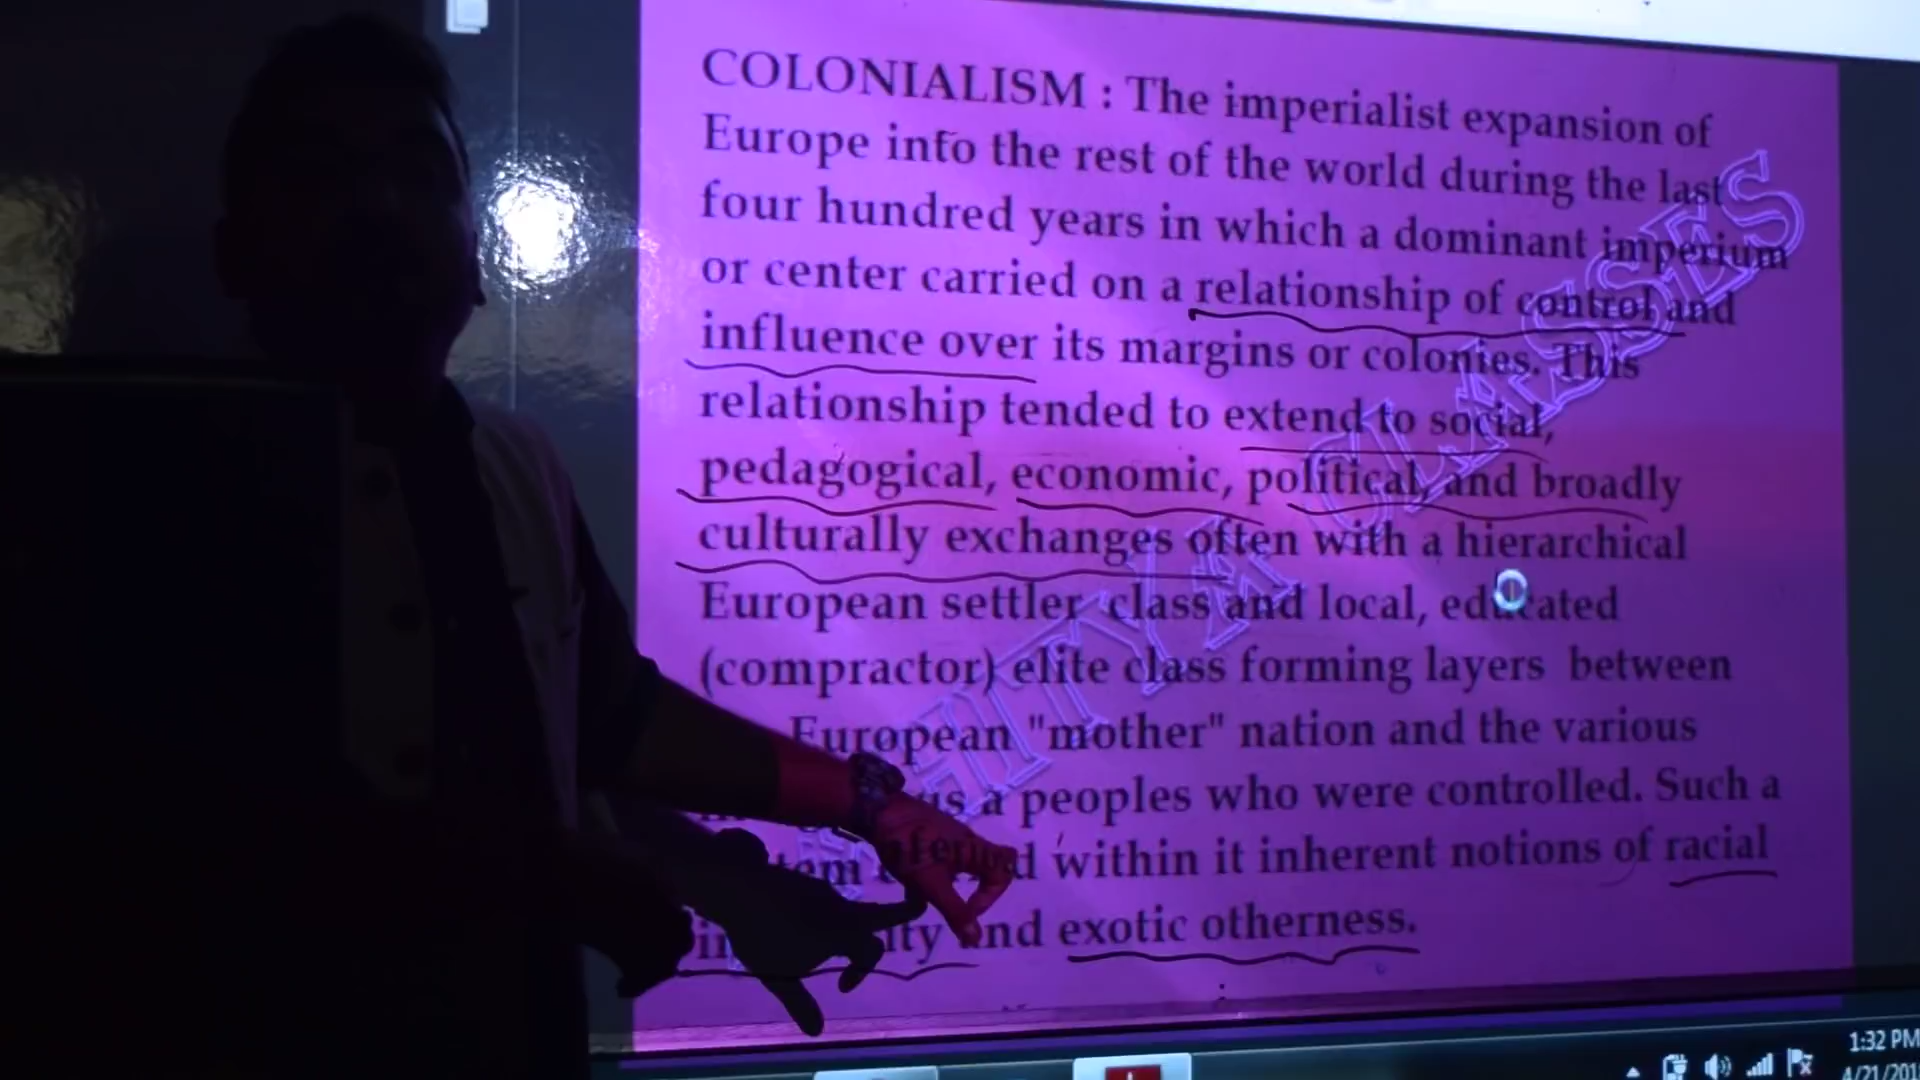 COLONIALISM : The imperialist expansion of
Europe into the rest of the world during the last
four hundred years in which a dominant imperium
or center carried on a relationship of control and
influence over its margins or colonies. This
relationship tended to extend to social,
pedagogical, economic, political, and broadly
culturally exchanges often with a hierarchical
European settler class and local, educated
(compractor) elite class forming layers between
European "mother" nation and the various
a peoples who were controlled. Such a
within it inherent notions of racial
and exotic otherness.
CLASSES
1:32 PM